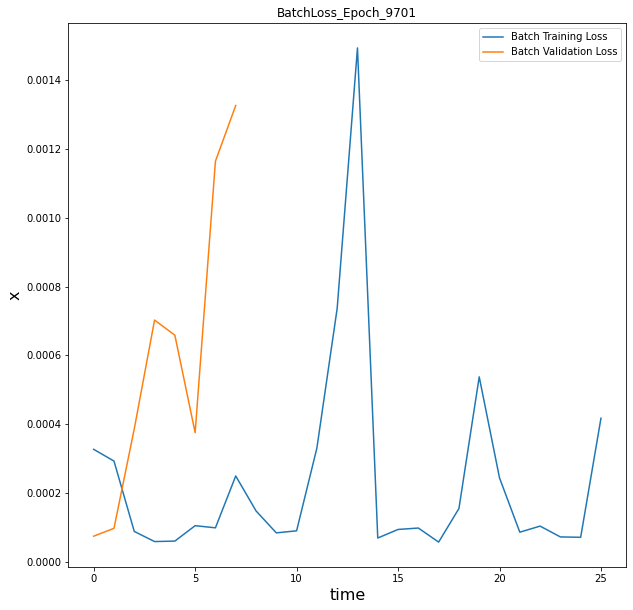 BatchLoss_Epoch_9701
Batch Training Loss
Batch Validation Loss
0.0014
0.0012
0.0010
0.0008
0.0006
0.0004
0.0002
0.0000
x
0 5 10 15 20 25
time